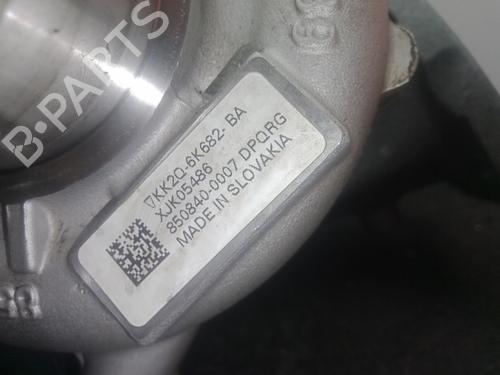 B-PARTS
▽KK2Q-6K682- BA
XJK05486
850840-0007 DPQRG
MADE IN SLOVAKIA